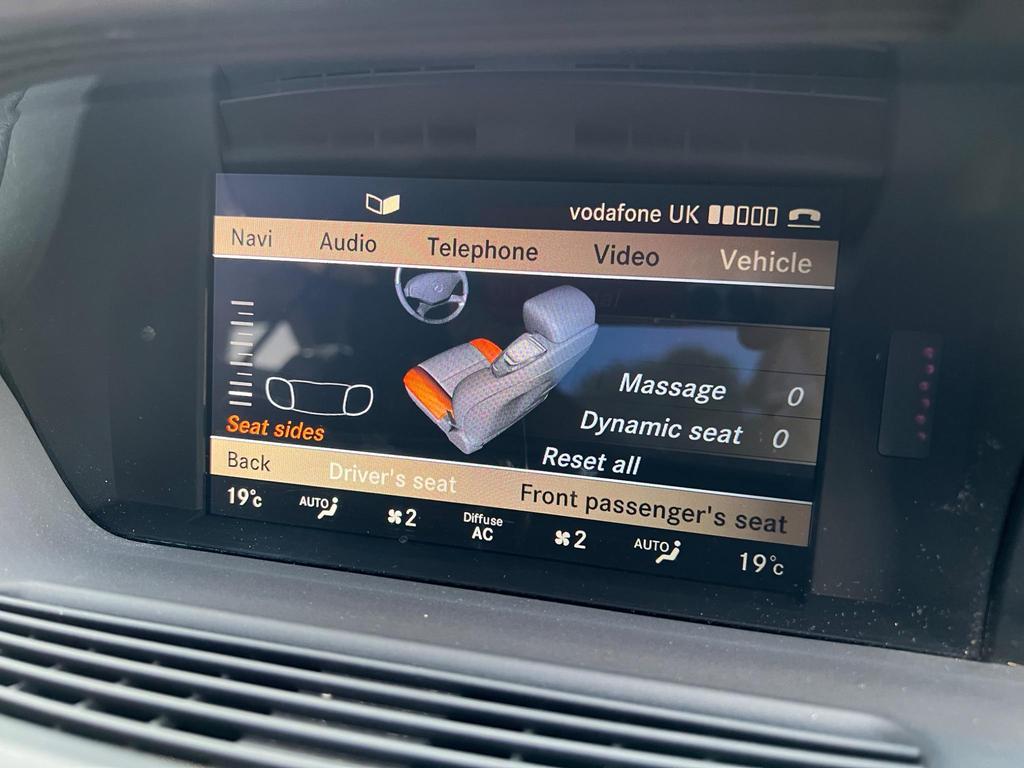 vodafone UK
Navi Audio Telephone Video Vehicle
Massage 0
Dynamic seat 0
Seat sides
Reset all
Back Driver's seat Front passenger's seat
19°C AUTO 2 Diffuse AC 2 AUTO 19°C